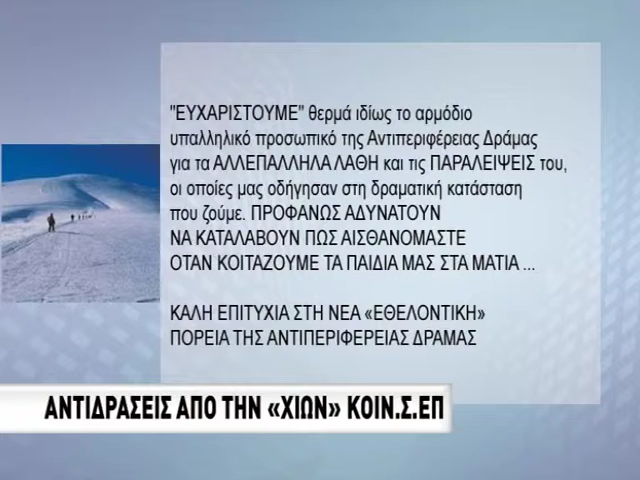 "ΕΥΧΑΡΙΣΤΟΥΜΕ" θερμά ιδίως το αρμόδιο
υπαλληλικό προσωπικό της Αντιπεριφέρειας Δράμας
για τα ΑΛΛΕΠΑΛΛΗΛΑ ΛΑΘΗ και τις ΠΑΡΑΛΕΙΨΕΙΣ του,
οι οποίες μας οδήγησαν στη δραματική κατάσταση
που ζούμε. ΠΡΟΦΑΝΩΣ ΑΔΥΝΑΤΟΥΝ
ΝΑ ΚΑΤΑΛΑΒΟΥΝ ΠΩΣ ΑΙΣΘΑΝΟΜΑΣΤΕ
ΟΤΑΝ ΚΟΙΤΑΖΟΥΜΕ ΤΑ ΠΑΙΔΙΑ ΜΑΣ ΣΤΑ ΜΑΤΙΑ ...
ΚΑΛΗ ΕΠΙΤΥΧΙΑ ΣΤΗ ΝΕΑ «ΕΘΕΛΟΝΤΙΚΗ»
ΠΟΡΕΙΑ ΤΗΣ ΑΝΤΙΠΕΡΙΦΕΡΕΙΑΣ ΔΡΑΜΑΣ
ΑΝΤΙΔΡΑΣΕΙΣ ΑΠΟ ΤΗΝ «ΧΙΩΝ» ΚΟΙΝ.Σ.ΕΠ